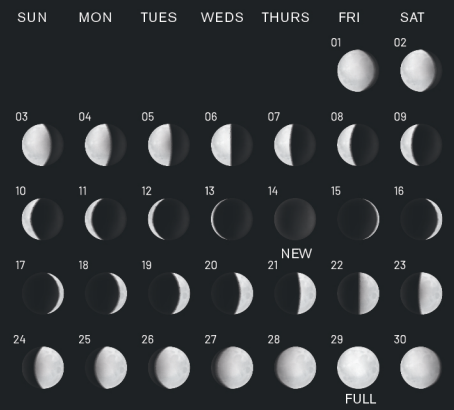 SUN MON TUES WEDS THURS FRI SAT
01 02
03 04 05 06 07 08 09
10 11 12 13 14 15 16
NEW
17 18 19 20 21 22 23
24 25 26 27 28 29 30
FULL